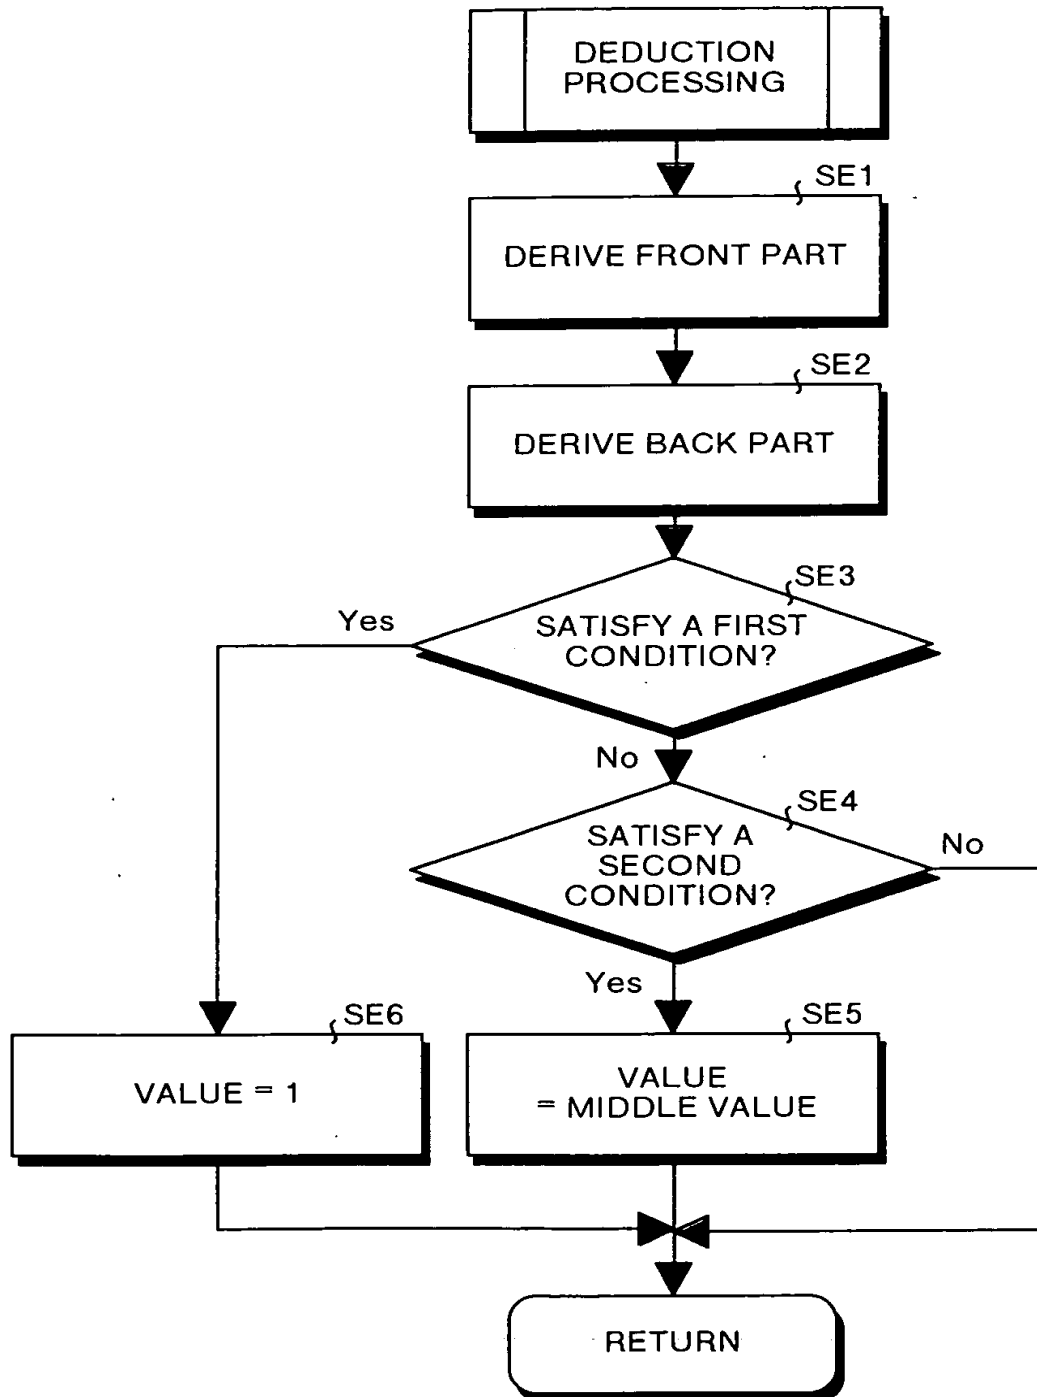 DEDUCTION
PROCESSING
SE1
DERIVE FRONT PART
SE2
DERIVE BACK PART
SE3
Yes
SATISFY A FIRST
CONDITION?
No
SE4
SATISFY A
SECOND
CONDITION?
No
Yes
SE6
VALUE = 1
SE5
VALUE
= MIDDLE VALUE
RETURN